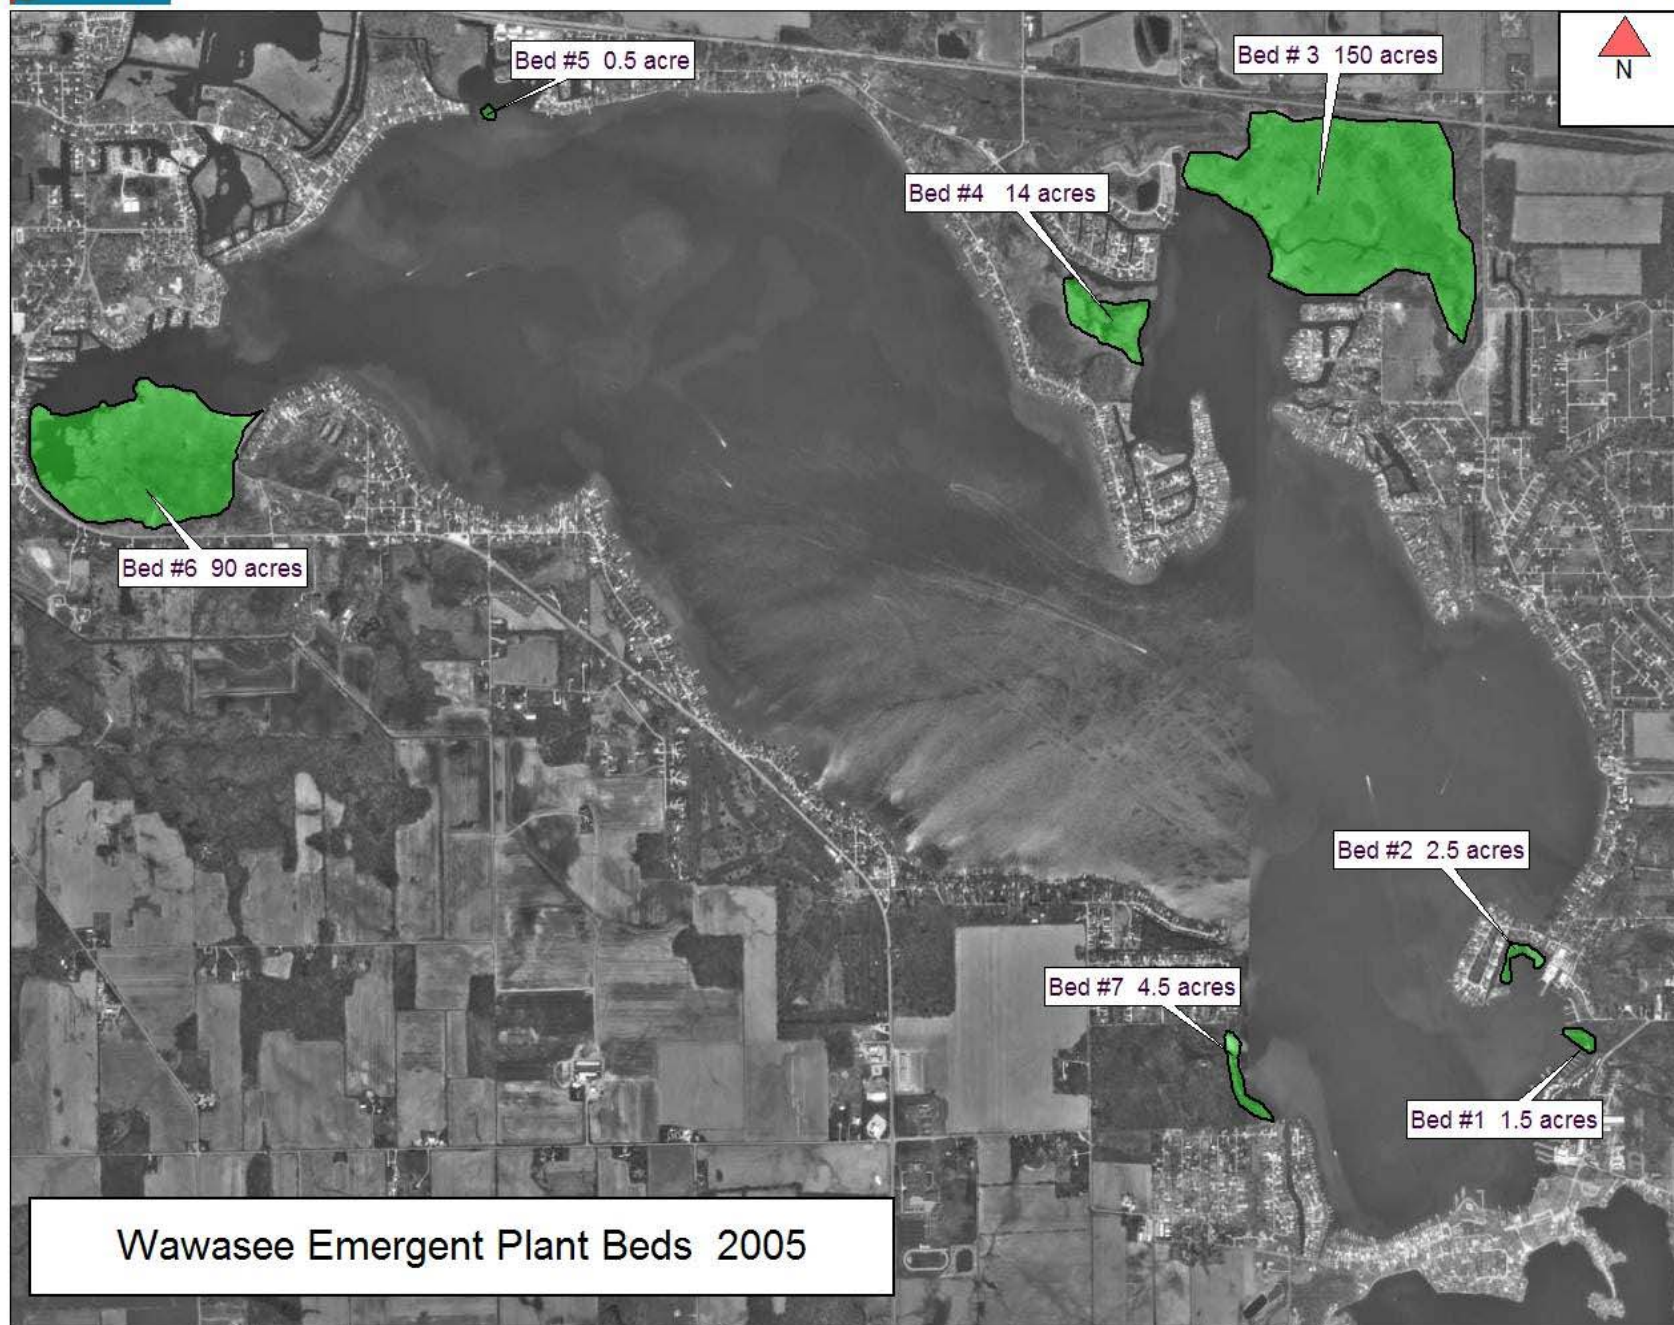 Bed #5 0.5 acre
Bed # 3 150 acres
N
Bed #4 14 acres
Bed #6 90 acres
Bed #2 2.5 acres
Bed #7 4.5 acres
Bed #1 1.5 acres
Wawasee Emergent Plant Beds 2005